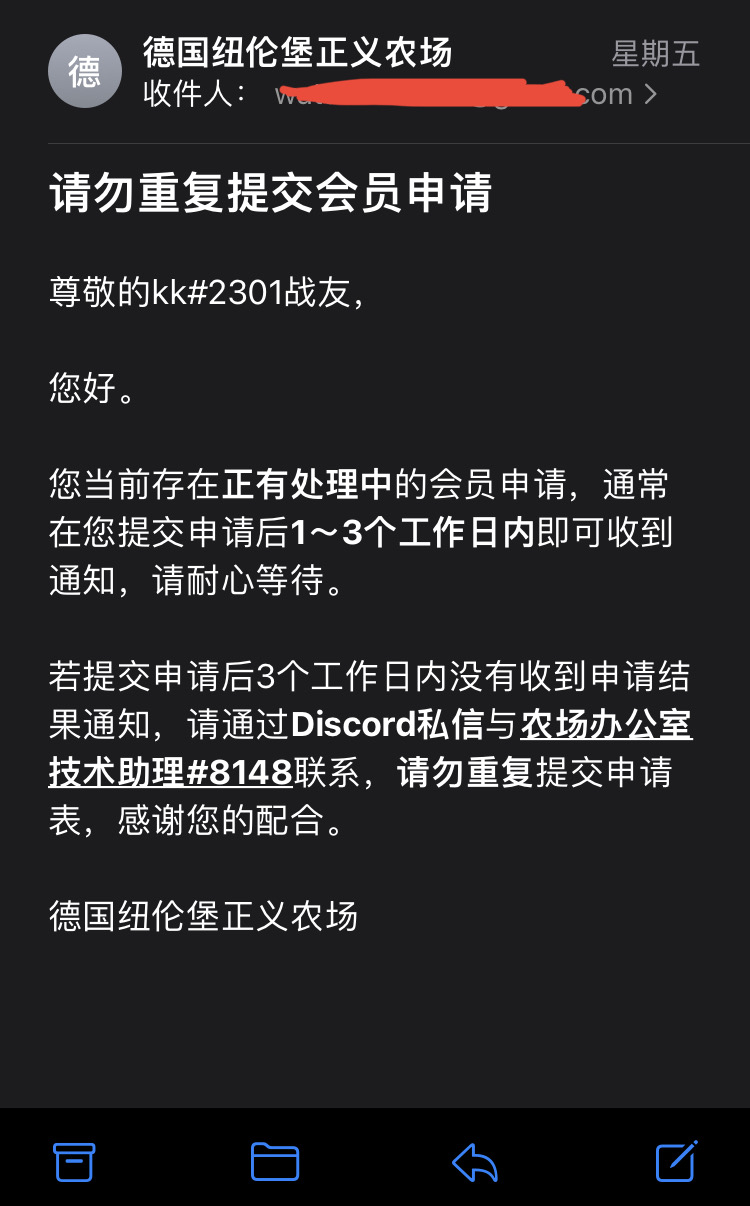 德
德国纽伦堡正义农场
星期五
收件人：
com
请勿重复提交会员申请
尊敬的kk#2301战友，
您好。
您当前存在正有处理中的会员申请，通常
在您提交申请后1～3个工作日内即可收到
通知，请耐心等待。
若提交申请后3个工作日内没有收到申请结
果通知，请通过Discord私信与农场办公室
技术助理#8148联系，请勿重复提交申请
表，感谢您的配合。
德国纽伦堡正义农场